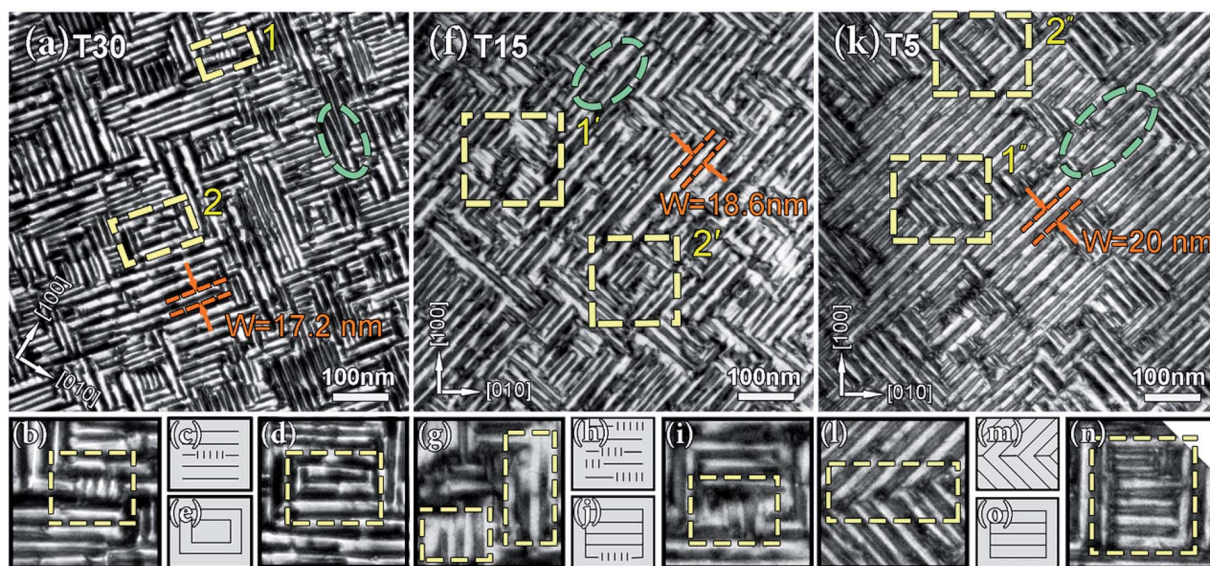 (a) T30
1
2
W=17.2 nm
[100]
[010]
100nm
(f) T15
1′
W=18.6nm
2′
[100]
[010]
100nm
(k) T5
2″
1″
W=20 nm
[100]
[010]
100nm
(b)
(c)
(d)
(e)
(g)
(h)
(i)
(j)
(l)
(m)
(n)
(o)